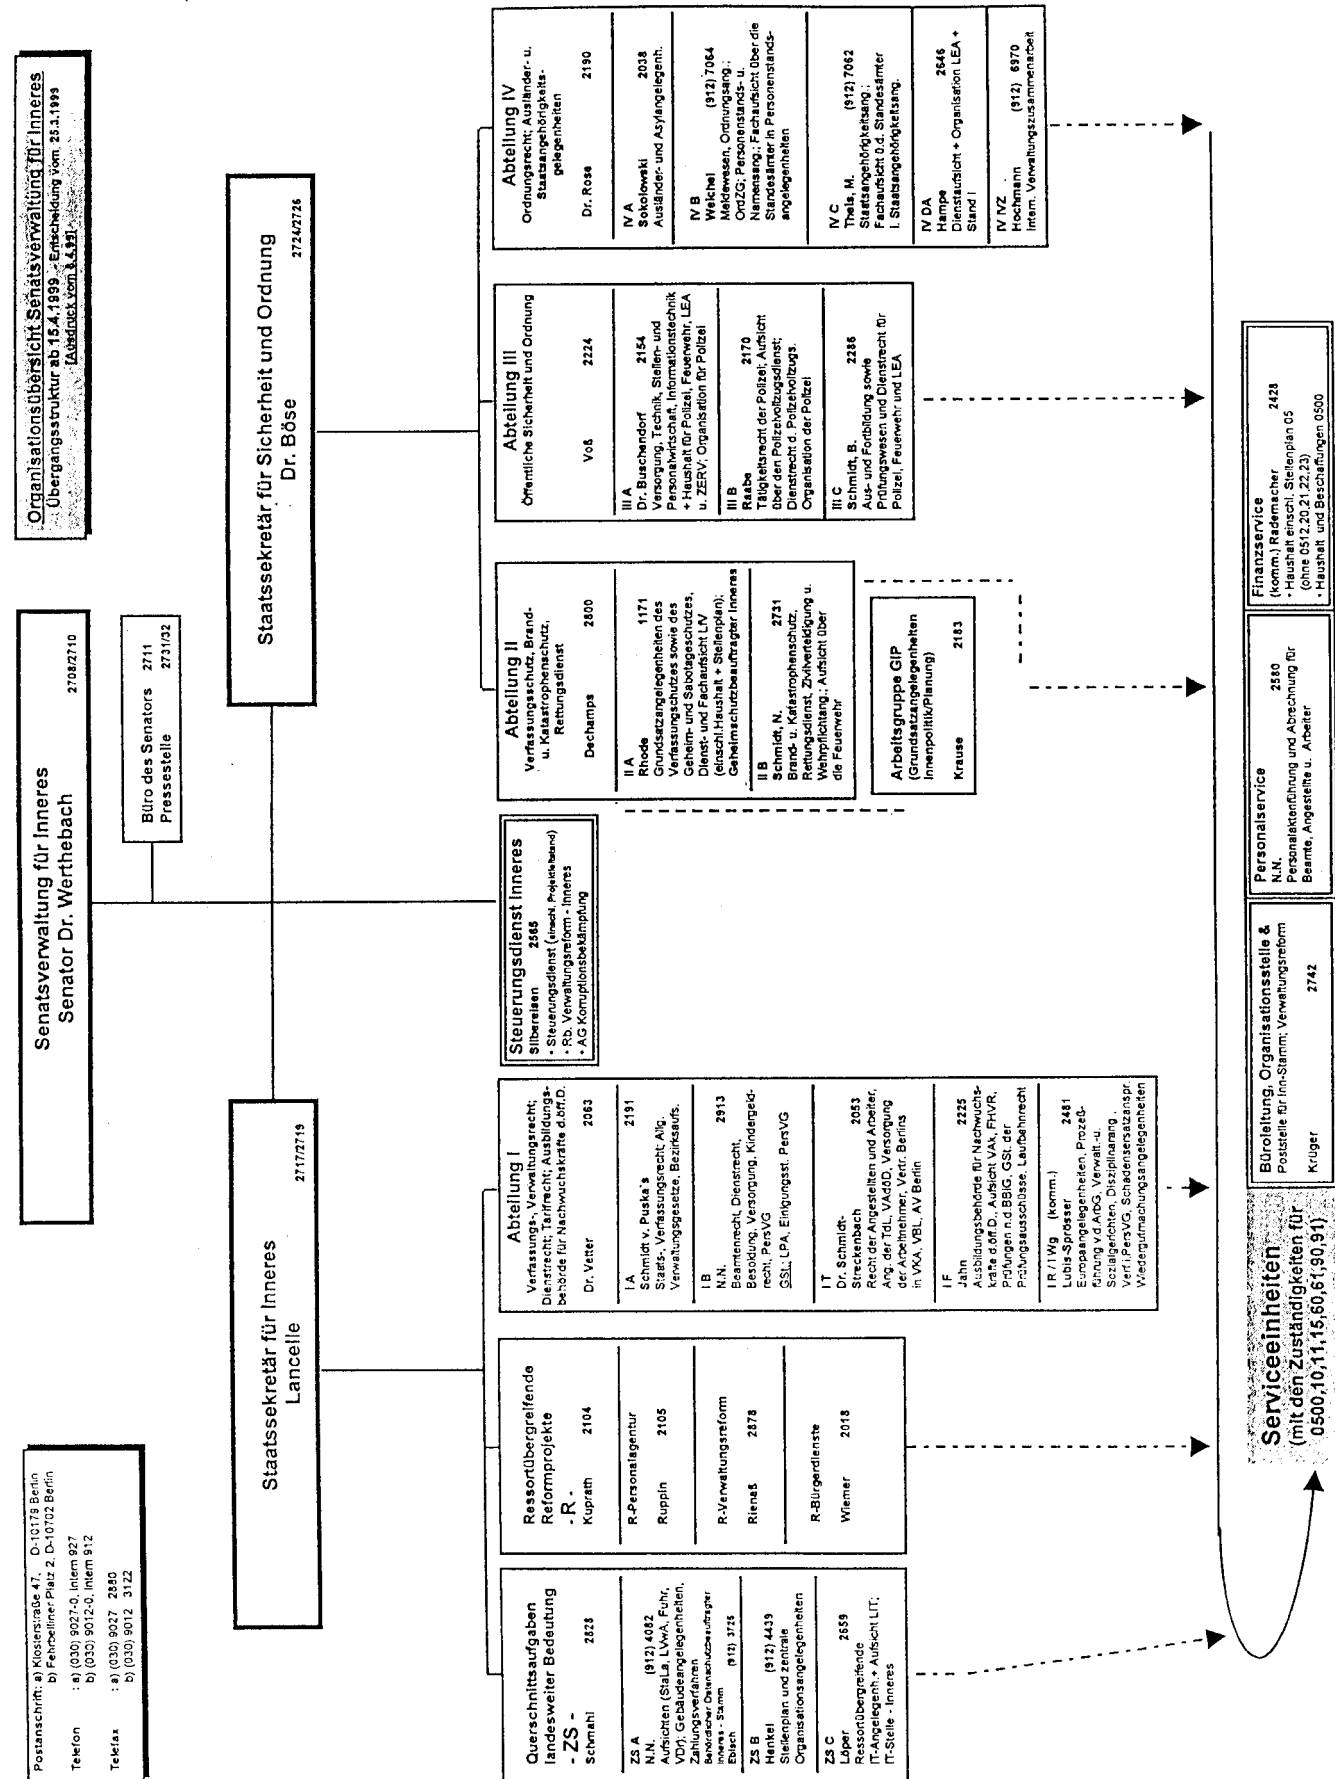 Postanschrift: a) Klosterstraße 47, D-10179 Berlin
b) Fehrbelliner Platz 2, D-10702 Berlin
Telefon : a) (030) 9027-0, intern 927
b) (030) 9012-0, intern 912
Telefax : a) (030) 9027 2880
b) (030) 9012 3122
Senatsverwaltung für Inneres
Senator Dr. Werthebach
2708/2710
Organisationsübersicht Senatsverwaltung für Inneres
- Übergangsstruktur ab 15.4.1999 - Entscheidung vom 25.3.1999
[Ausdruck vom 8.4.99]
Büro des Senators 2711
Pressestelle 2731/32
Staatssekretär für Inneres
Lancelle
2717/2719
Staatssekretär für Sicherheit und Ordnung
Dr. Böse
2724/2726
Querschnittsaufgaben
landesweiter Bedeutung
- ZS -
Schmahl 2828
ZS A
N.N. (912) 4082
Aufsichten (StaLa, LVwA, Fuhr,
VDr); Gebäudeangelegenheiten,
Zahlungsverfahren
Behördlicher Datenschutzbeauftragter
Inneres - Stamm
Ebisch (912) 3725
ZS B
Henkel (912) 4439
Stellenplan und zentrale
Organisationsangelegenheiten
ZS C
Löper 2659
Ressortübergreifende
IT-Angelegenh.+ Aufsicht LIT;
IT-Stelle - Inneres
Ressortübergreifende
Reformprojekte
- R -
Kuprath 2104
R-Personalagentur
Ruppin 2105
R-Verwaltungsreform
Rienaß 2878
R-Bürgerdienste
Wiemer 2018
Abteilung I
Verfassungs-, Verwaltungsrecht;
Dienstrecht; Tarifrecht; Ausbildungs-
behörde für Nachwuchskräfte d.öff.D.
Dr. Vetter 2063
I A
Schmidt v. Puska's 2191
Staats-, Verfassungsrecht; Allg.
Verwaltungsgesetze, Bezirksaufs.
I B
N.N. 2913
Beamtenrecht, Dienstrecht,
Besoldung, Versorgung, Kindergeld-
recht, PersVG
GSt.: LPA, Einigungsst. PersVG
I T
Dr. Schmidt-
Streckenbach 2053
Recht der Angestellten und Arbeiter,
Ang. der TdL, VAdöD, Versorgung
der Arbeitnehmer, Vertr. Berlins
in VKA, VBL, AV Berlin
I F
Jahn 2225
Ausbildungsbehörde für Nachwuchs-
kräfte d.öff.D., Aufsicht VAk, FHVR,
Prüfungen n.d.BBiG, GSt. der
Prüfungsausschüsse, Laufbahnrecht
I R / I Wg (komm.)
Lubis-Sprösser 2481
Europaangelegenheiten, Prozeß-
führung v.d.ArbG, Verwalt.-u.
Sozialgerichten, Disziplinarang.,
Verf.i.PersVG, Schadensersatzanspr.
Wiedergutmachungsangelegenheiten
Steuerungsdienst Inneres
Silbereisen 2565
• Steuerungsdienst (einschl. Projektleitstand)
• Rb. Verwaltungsreform - Inneres
• AG Korruptionsbekämpfung
Abteilung II
Verfassungsschutz, Brand-
u. Katastrophenschutz,
Rettungsdienst
Dechamps 2800
II A
Rhode 1171
Grundsatzangelegenheiten des
Verfassungschutzes sowie des
Geheim- und Sabotageschutzes,
Dienst- und Fachaufsicht LfV
(einschl.Haushalt + Stellenplan);
Geheimschutzbeauftragter Inneres
II B
Schmidt, N. 2731
Brand- u. Katastrophenschutz,
Rettungsdienst, Zivilverteidigung u.
Wehrpflichtang.; Aufsicht über
die Feuerwehr
Arbeitsgruppe GIP
(Grundsatzangelegenheiten
Innenpolitik/Planung)
Krause 2183
Abteilung III
Öffentliche Sicherheit und Ordnung
Voß 2224
III A
Dr. Buschendorf 2154
Versorgung, Technik, Stellen- und
Personalwirtschaft, Informationstechnik
+ Haushalt für Polizei, Feuerwehr, LEA
u. ZERV; Organisation für Polizei
III B
Raabe 2170
Tätigkeitsrecht der Polizei; Aufsicht
über den Polizeivollzugsdienst;
Dienstrecht d. Polizeivollzugs.
Organisation der Polizei
III C
Schmidt, B. 2286
Aus- und Fortbildung sowie
Prüfungswesen und Dienstrecht für
Polizei, Feuerwehr und LEA
Abteilung IV
Ordnungsrecht; Ausländer- u.
Staatsangehörigkeits-
gelegenheiten
Dr. Rose 2190
IV A
Sokolowski 2038
Ausländer- und Asylangelegenh.
IV B
Weichel (912) 7064
Meldewesen, Ordnungsang.;
OrdZG; Personenstands- u.
Namensang.; Fachaufsicht über die
Standesämter in Personenstands-
angelegenheiten
IV C
Theis, M. (912) 7062
Staatsangehörigkeitsang.;
Fachaufsicht ü.d. Standesämter
i. Staatsangehörigkeitsang.
IV DA
Hampe 2646
Dienstaufsicht + Organisation LEA +
Stand I
IV IVZ
Hochmann (912) 6970
Intern. Verwaltungszusammenarbeit
Serviceeinheiten
(mit den Zuständigkeiten für
0500,10,11,15,60,61,90,91)
Büroleitung, Organisationsstelle &
Poststelle für Inn-Stamm; Verwaltungsreform
Krüger 2742
Personalservice
N.N. 2580
Personalaktenführung und Abrechnung für
Beamte, Angestellte u. Arbeiter
Finanzservice
(komm.) Rademacher 2428
• Haushalt einschl. Stellenplan 05
(ohne 0512,20,21,22,23)
• Haushalt und Beschaffungen 0500